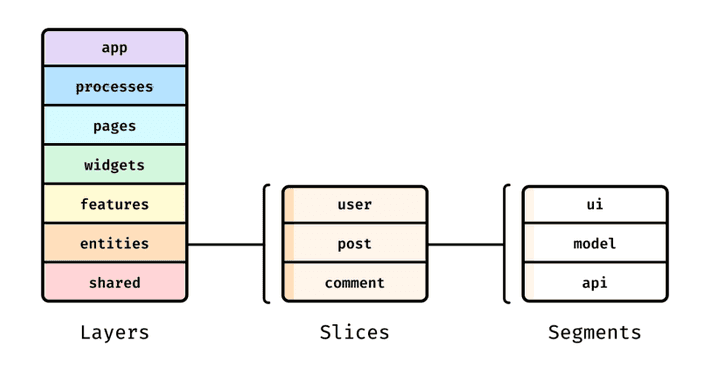 app
processes
pages
widgets
features
entities
shared
Layers
user
post
comment
Slices
ui
model
api
Segments